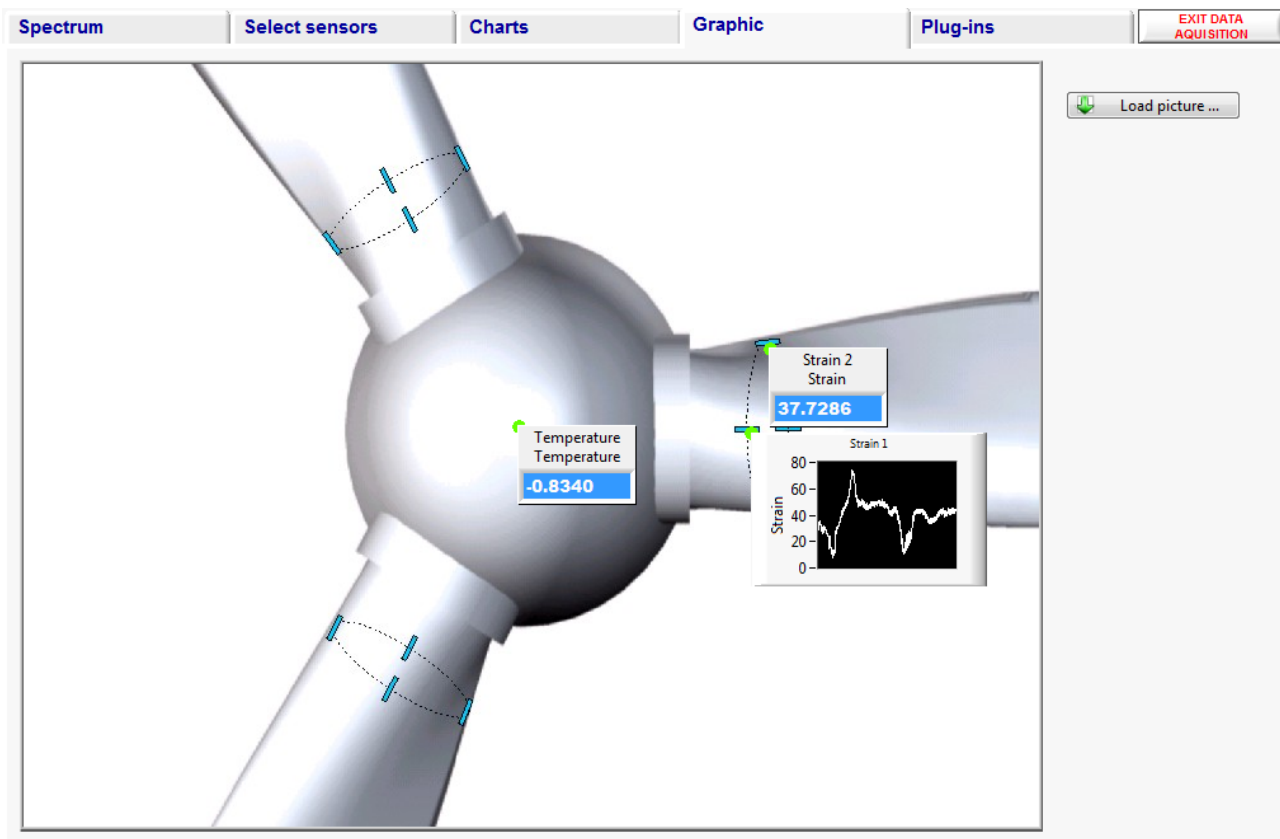 Spectrum
Select sensors
Charts
Graphic
Plug-ins
EXIT DATA
AQUISITION
Load picture ...
Strain 2
Strain
37.7286
Temperature
Temperature
-0.8340
Strain 1
Strain
80
60
40
20
0